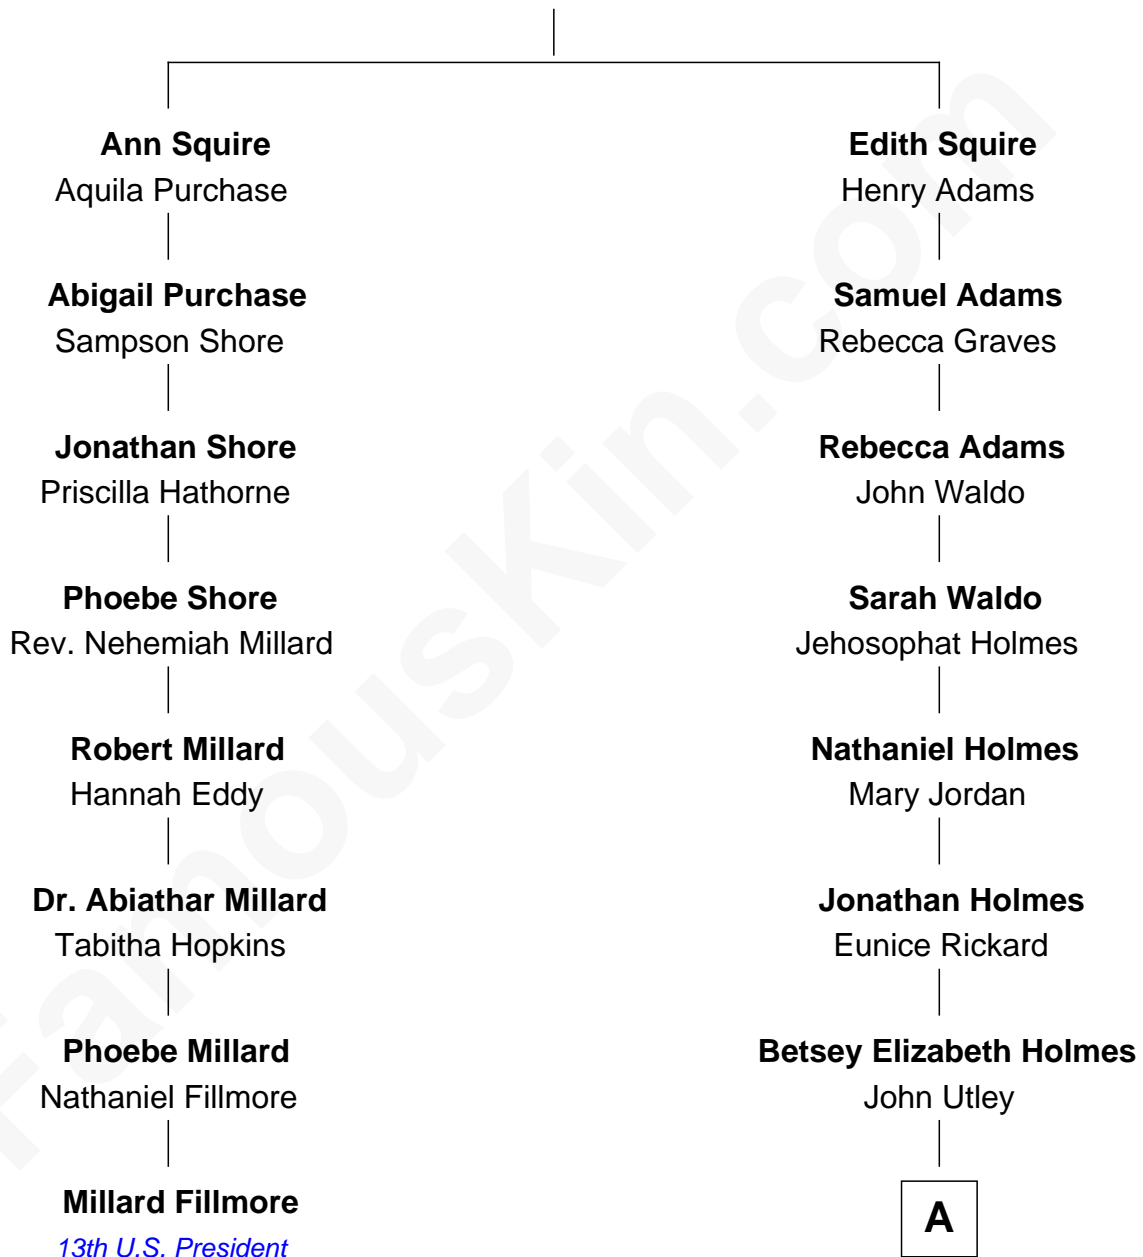 Ann Squire
Aquila Purchase
Edith Squire
Henry Adams
Abigail Purchase
Sampson Shore
Samuel Adams
Rebecca Graves
Jonathan Shore
Priscilla Hathorne
Rebecca Adams
John Waldo
Phoebe Shore
Rev. Nehemiah Millard
Sarah Waldo
Jehosophat Holmes
Robert Millard
Hannah Eddy
Nathaniel Holmes
Mary Jordan
Dr. Abiathar Millard
Tabitha Hopkins
Jonathan Holmes
Eunice Rickard
Phoebe Millard
Nathaniel Fillmore
Betsey Elizabeth Holmes
John Utley
Millard Fillmore
13th U.S. President
A
FamousKin.com